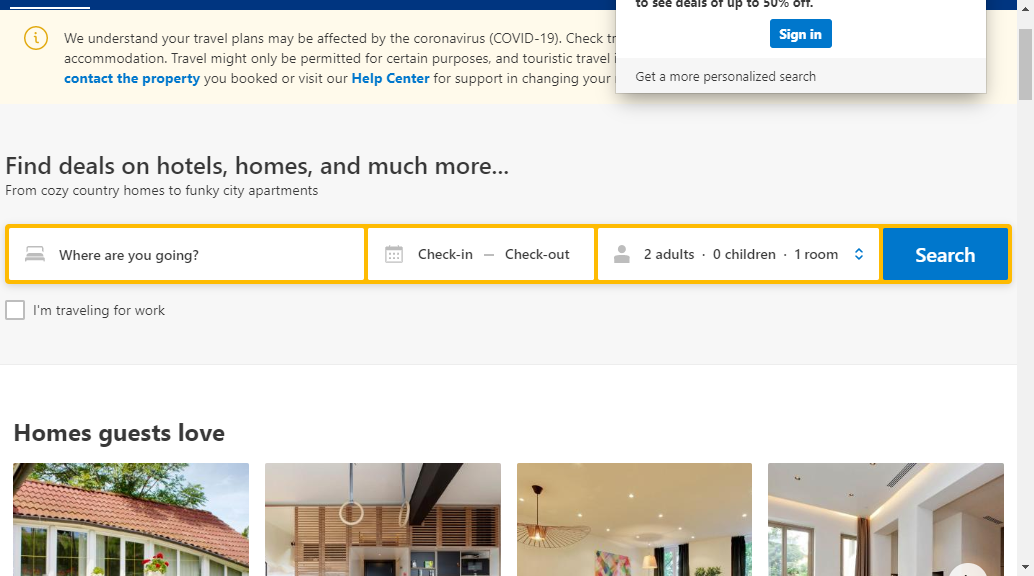 to see deals of up to 50% off.
Sign in
Get a more personalized search
We understand your travel plans may be affected by the coronavirus (COVID-19). Check
accommodation. Travel might only be permitted for certain purposes, and touristic travel
contact the property you booked or visit our Help Center for support in changing your
Find deals on hotels, homes, and much more...
From cozy country homes to funky city apartments
Where are you going?
Check-in — Check-out
2 adults · 0 children · 1 room
Search
I'm traveling for work
Homes guests love